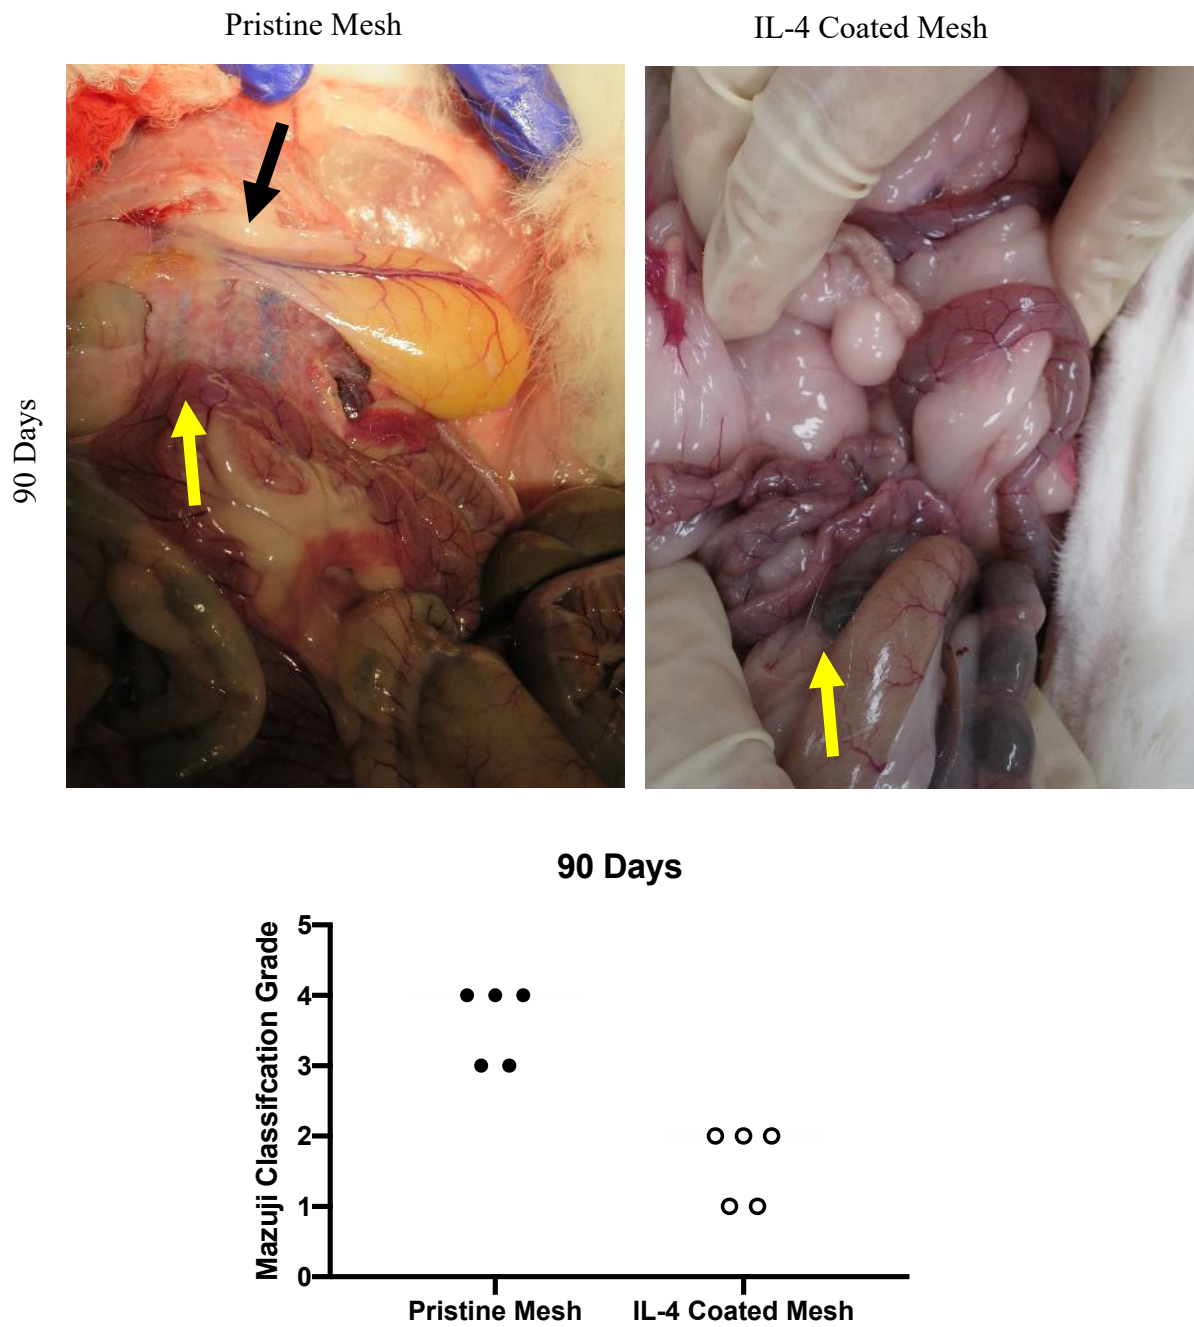 Pristine Mesh
IL-4 Coated Mesh
90 Days
90 Days
Mazuji Classifcation Grade
5
4
3
2
1
0
Pristine Mesh
IL-4 Coated Mesh